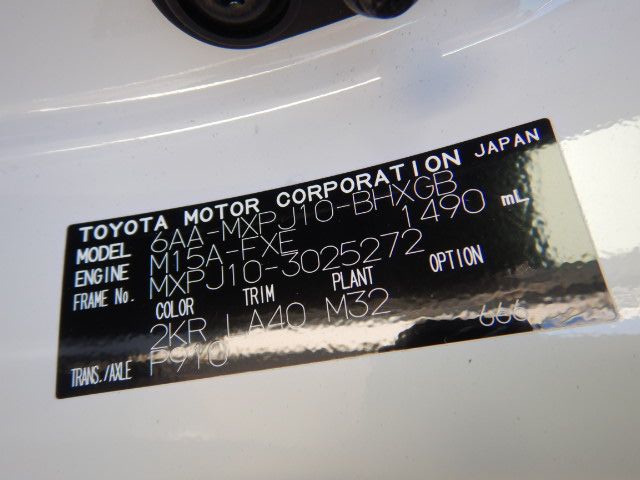 TOYOTA MOTOR CORPORATION JAPAN
MODEL 6AA-MXPJ10-BHXGB
ENGINE M15A-FXE 1490 mL
FRAME No. MXPJ10-3025272
COLOR TRIM PLANT OPTION
2KR LA40 M32
TRANS./AXLE P910 666